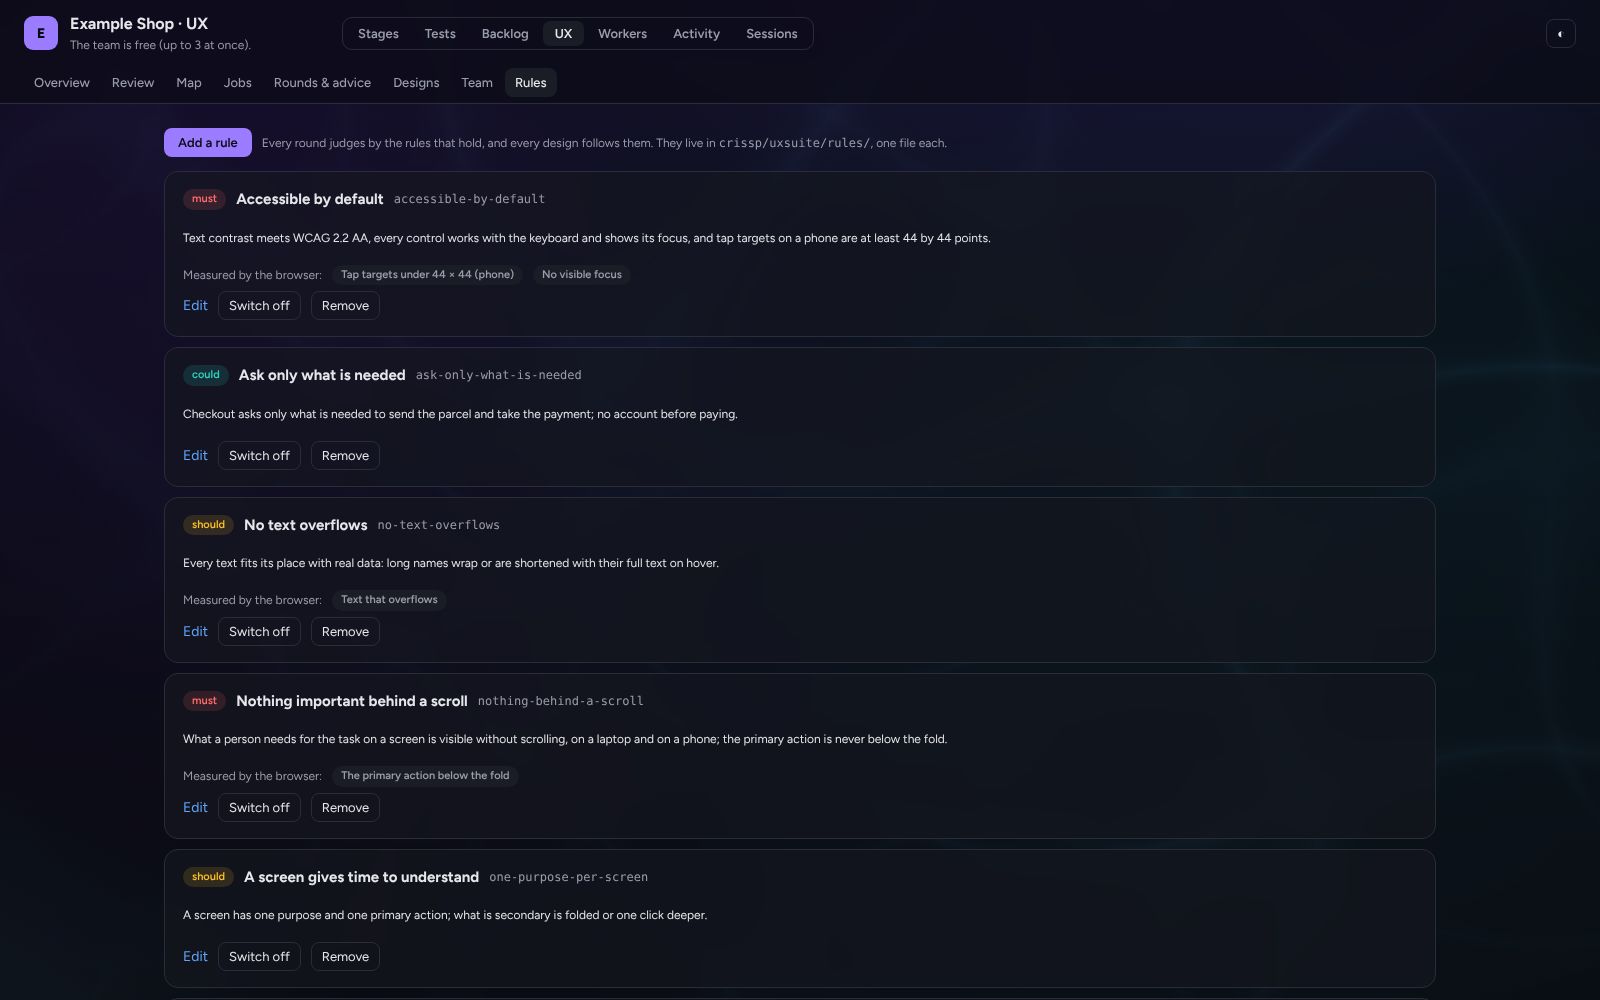 E
Example Shop · UX
The team is free (up to 3 at once).
Stages Tests Backlog UX Workers Activity Sessions
Overview Review Map Jobs Rounds & advice Designs Team Rules
Add a rule Every round judges by the rules that hold, and every design follows them. They live in crissp/uxsuite/rules/, one file each.
must Accessible by default accessible-by-default
Text contrast meets WCAG 2.2 AA, every control works with the keyboard and shows its focus, and tap targets on a phone are at least 44 by 44 points.
Measured by the browser: Tap targets under 44 × 44 (phone) No visible focus
Edit Switch off Remove
could Ask only what is needed ask-only-what-is-needed
Checkout asks only what is needed to send the parcel and take the payment; no account before paying.
Edit Switch off Remove
should No text overflows no-text-overflows
Every text fits its place with real data: long names wrap or are shortened with their full text on hover.
Measured by the browser: Text that overflows
Edit Switch off Remove
must Nothing important behind a scroll nothing-behind-a-scroll
What a person needs for the task on a screen is visible without scrolling, on a laptop and on a phone; the primary action is never below the fold.
Measured by the browser: The primary action below the fold
Edit Switch off Remove
should A screen gives time to understand one-purpose-per-screen
A screen has one purpose and one primary action; what is secondary is folded or one click deeper.
Edit Switch off Remove